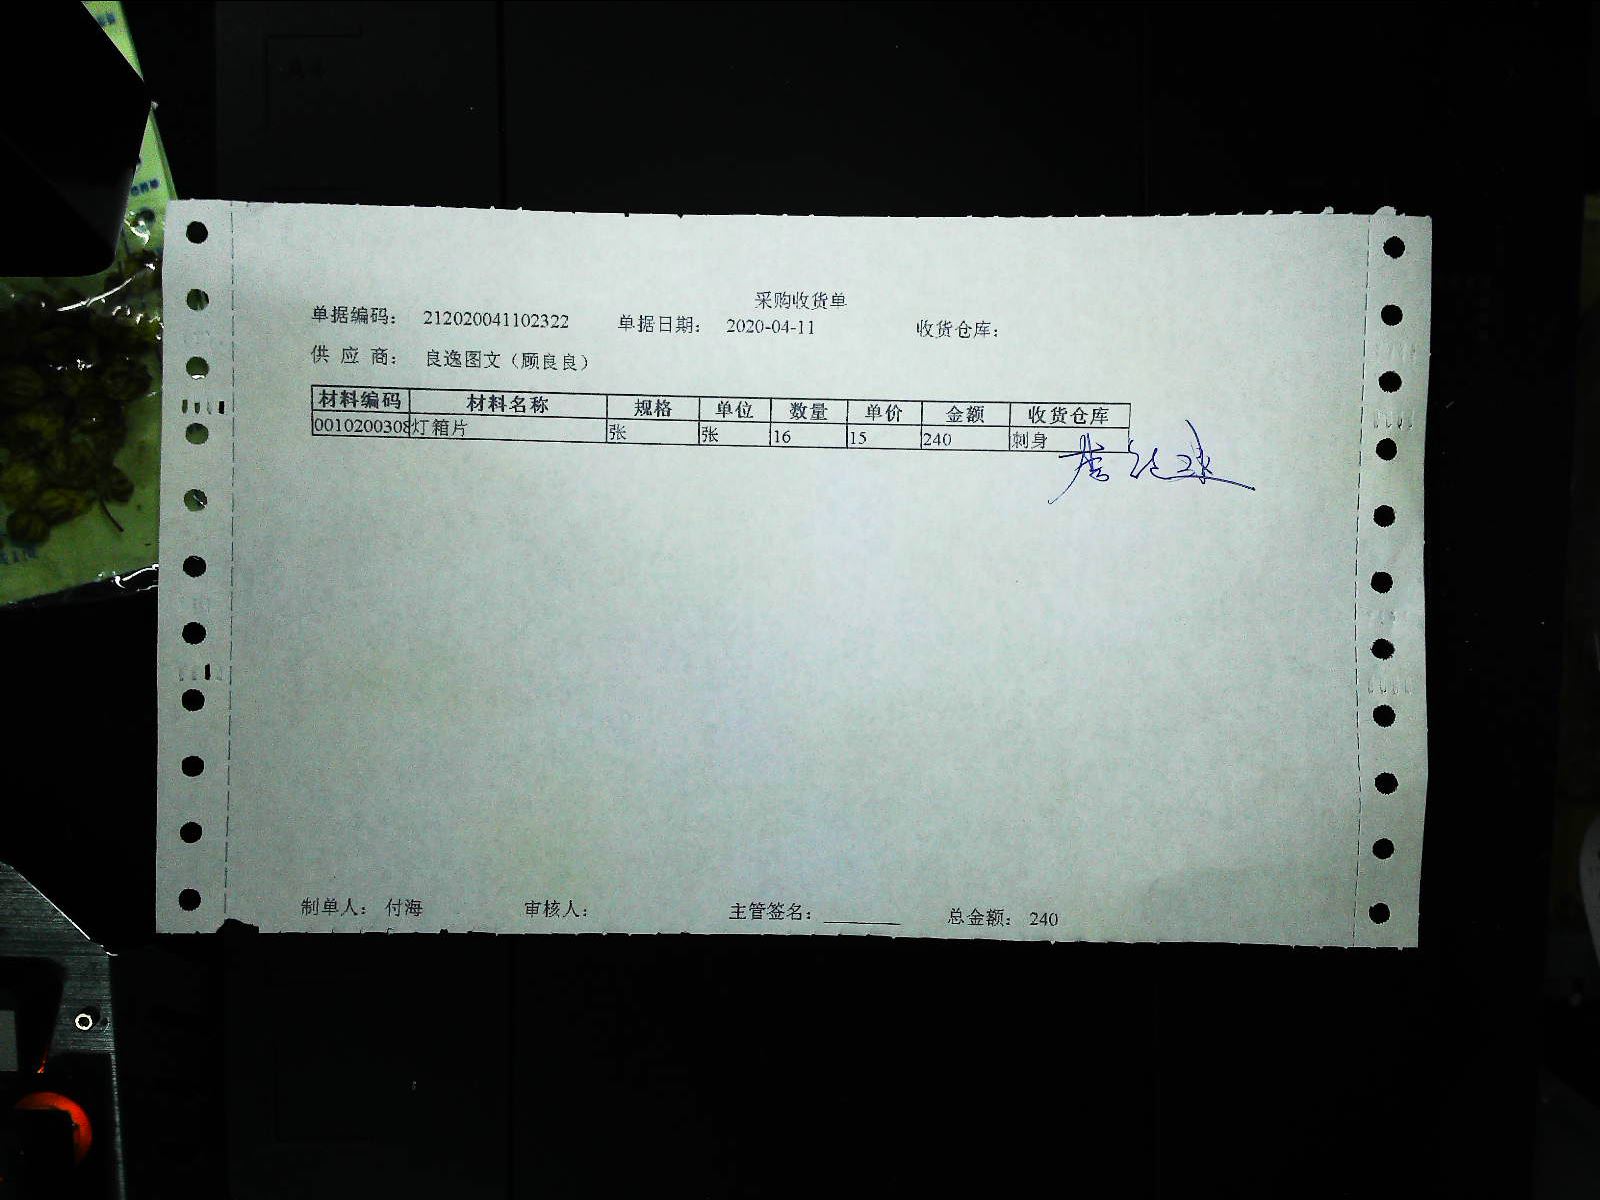 采购收货单
单据编码: 212020041102322 单据日期: 2020-04-11 收货仓库:
供 应 商: 良逸图文（顾良良）
材料编码 材料名称 规格 单位 数量 单价 金额 收货仓库
0010200308 灯箱片 张 张 16 15 240 刺身
制单人: 付海 审核人: 主管签名: ________ 总金额: 240